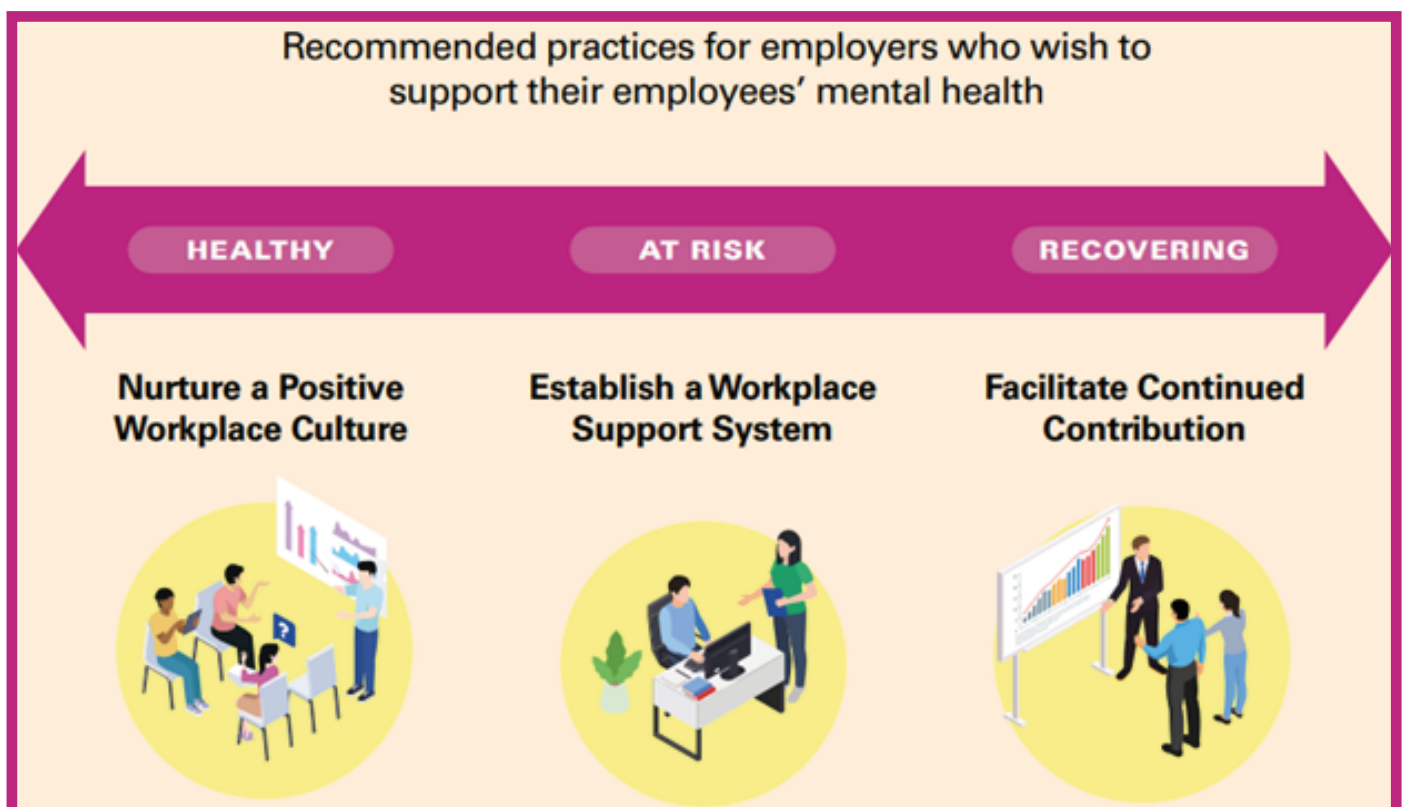 Recommended practices for employers who wish to
support their employees’ mental health
HEALTHY
AT RISK
RECOVERING
Nurture a Positive
Workplace Culture
Establish a Workplace
Support System
Facilitate Continued
Contribution
?